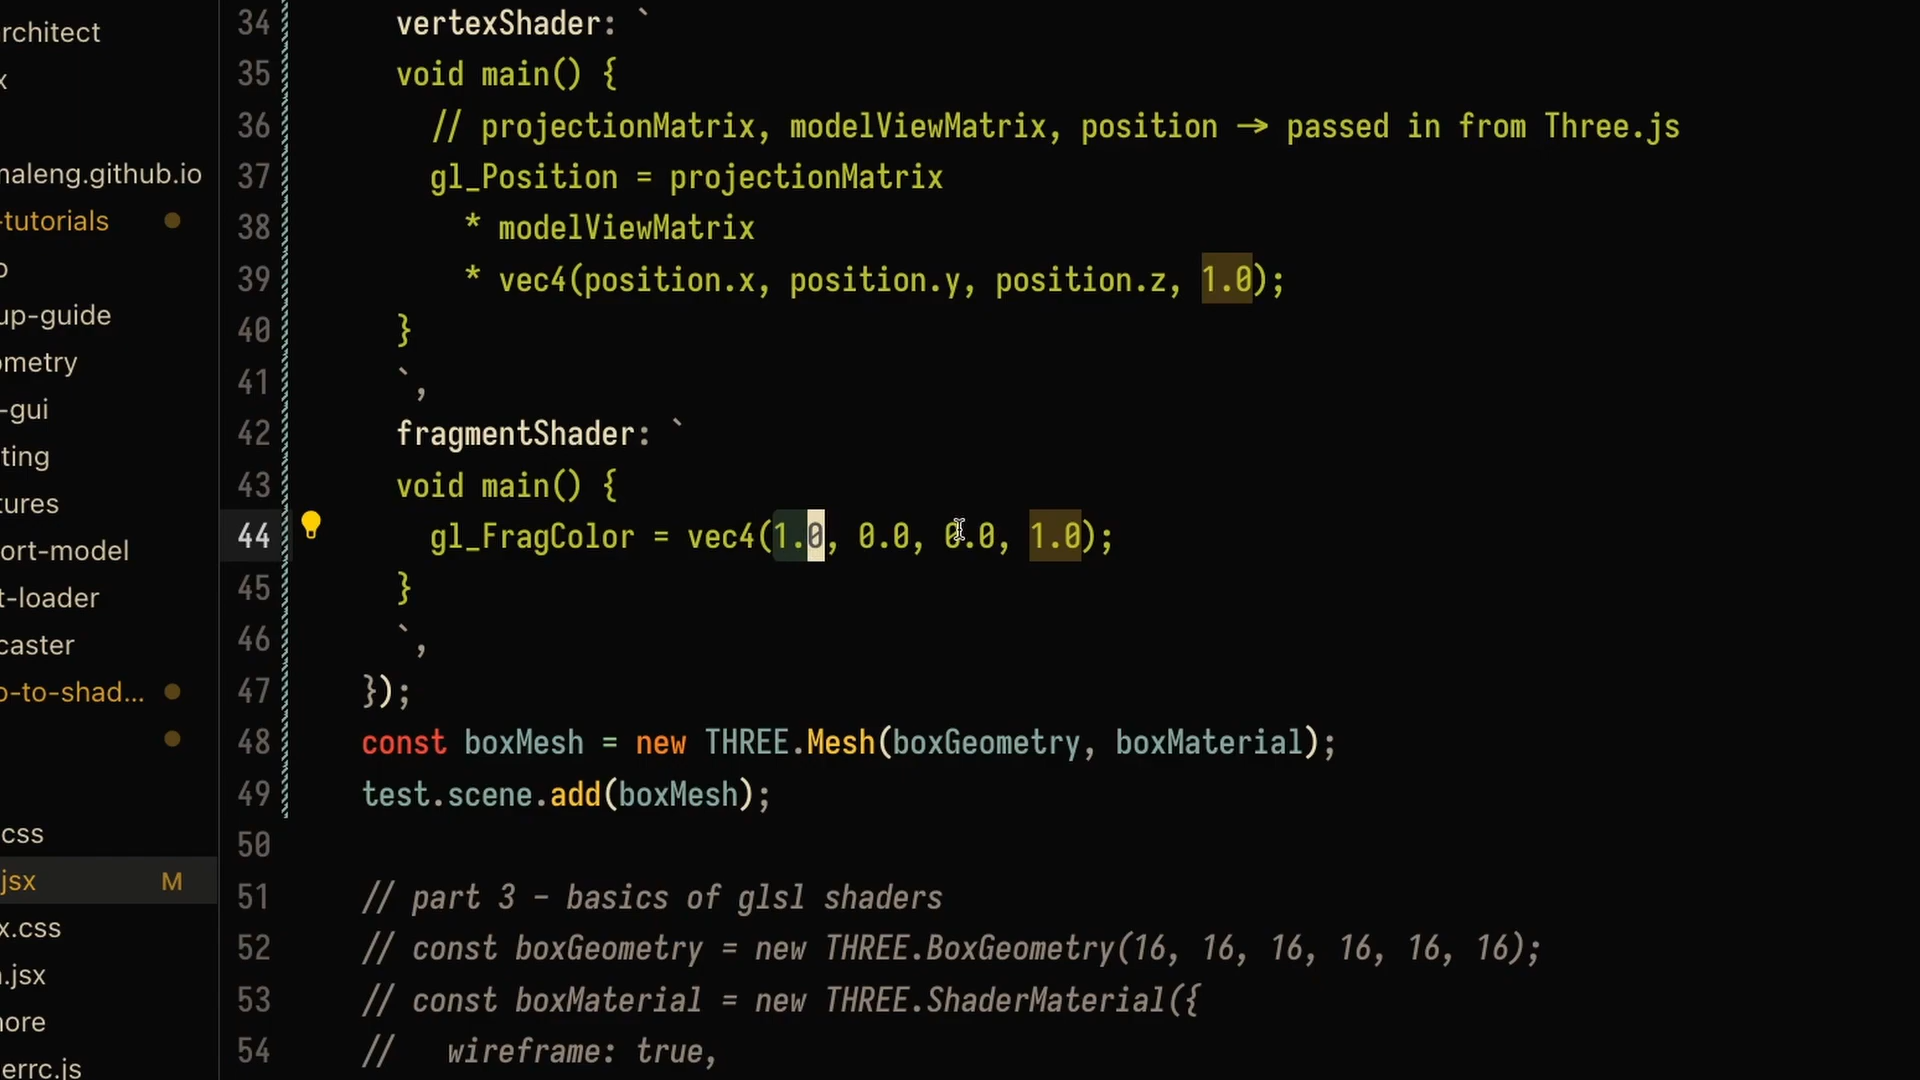 rchitect
x
naleng.github.io
-tutorials
o
up-guide
ometry
-gui
ting
tures
ort-model
t-loader
caster
o-to-shad...
css
jsx M
x.css
n.jsx
nore
errc.js
34 vertexShader: `
35 void main() {
36 // projectionMatrix, modelViewMatrix, position -> passed in from Three.js
37 gl_Position = projectionMatrix
38 * modelViewMatrix
39 * vec4(position.x, position.y, position.z, 1.0);
40 }
41 `,
42 fragmentShader: `
43 void main() {
44 gl_FragColor = vec4(1.0, 0.0, 0.0, 1.0);
45 }
46 `,
47 });
48 const boxMesh = new THREE.Mesh(boxGeometry, boxMaterial);
49 test.scene.add(boxMesh);
50
51 // part 3 - basics of glsl shaders
52 // const boxGeometry = new THREE.BoxGeometry(16, 16, 16, 16, 16, 16);
53 // const boxMaterial = new THREE.ShaderMaterial({
54 // wireframe: true,